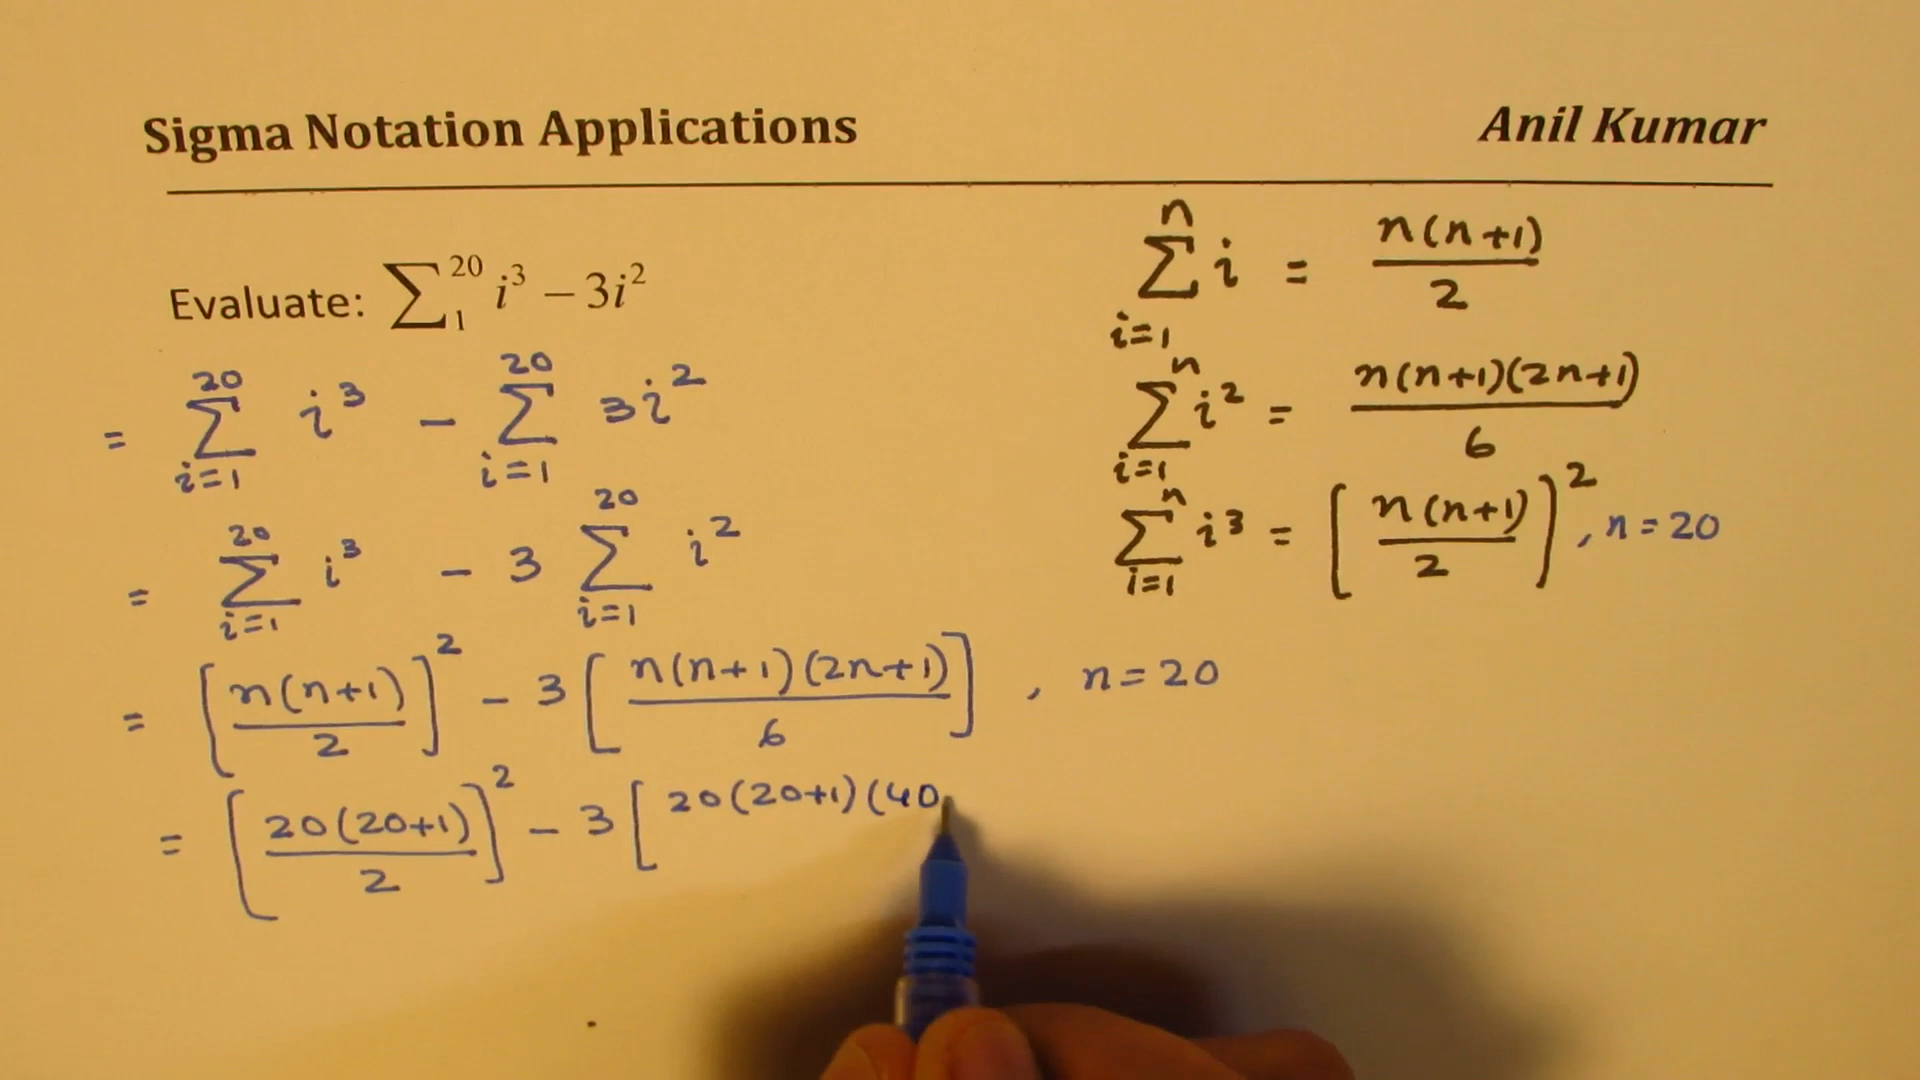 Sigma Notation Applications Anil Kumar
Evaluate: ∑₁²⁰ i³ − 3i²
= ∑_{i=1}^{20} i³ − ∑_{i=1}^{20} 3i²
= ∑_{i=1}^{20} i³ − 3 ∑_{i=1}^{20} i²
= [n(n+1)/2]² − 3 [n(n+1)(2n+1)/6] , n=20
= [20(20+1)/2]² − 3 [20(20+1)(40
∑_{i=1}^{n} i = n(n+1)/2
∑_{i=1}^{n} i² = n(n+1)(2n+1)/6
∑_{i=1}^{n} i³ = [n(n+1)/2]² , n=20